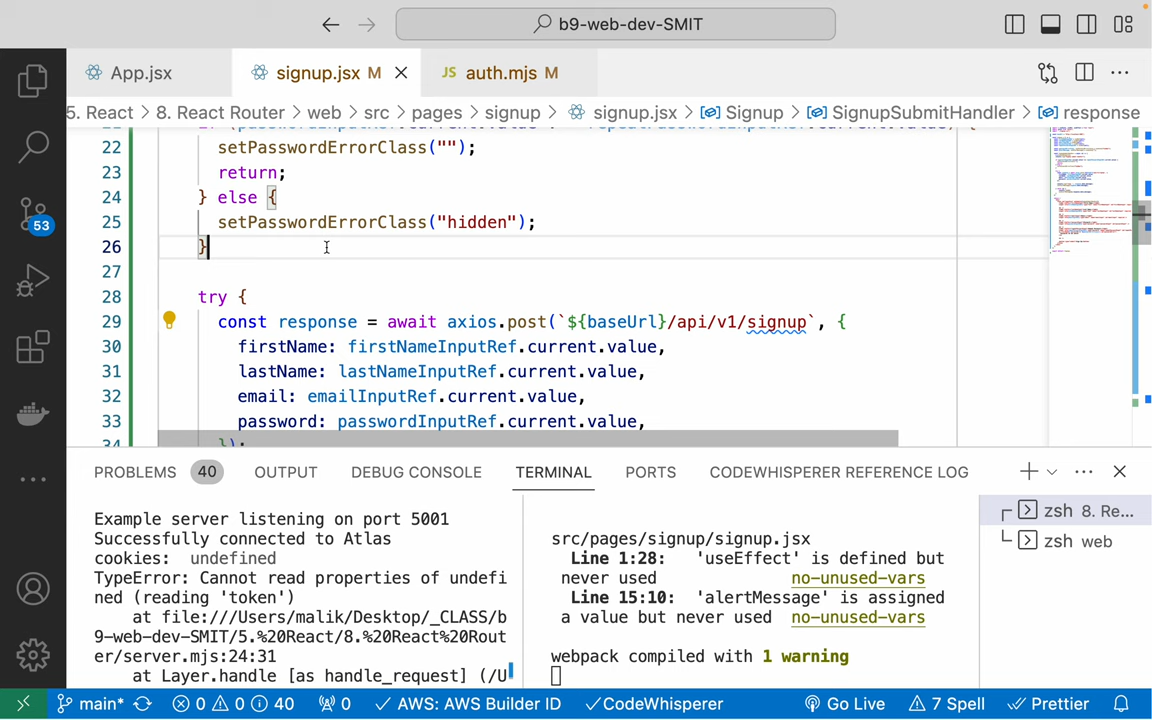 b9-web-dev-SMIT
App.jsx
signup.jsx M
JS auth.mjs M
5. React > 8. React Router > web > src > pages > signup > signup.jsx > Signup > SignupSubmitHandler > response
22 setPasswordErrorClass("");
23 return;
24 } else {
25 setPasswordErrorClass("hidden");
26 }
27
28 try {
29 const response = await axios.post(`${baseUrl}/api/v1/signup`, {
30 firstName: firstNameInputRef.current.value,
31 lastName: lastNameInputRef.current.value,
32 email: emailInputRef.current.value,
33 password: passwordInputRef.current.value,
34 });
53
PROBLEMS 40 OUTPUT DEBUG CONSOLE TERMINAL PORTS CODEWHISPERER REFERENCE LOG
Example server listening on port 5001
Successfully connected to Atlas
cookies: undefined
TypeError: Cannot read properties of undefi
ned (reading 'token')
at file:///Users/malik/Desktop/_CLASS/b
9-web-dev-SMIT/5.%20React/8.%20React%20Rout
er/server.mjs:24:31
at Layer.handle [as handle_request] (/U
src/pages/signup/signup.jsx
Line 1:28: 'useEffect' is defined but
never used no-unused-vars
Line 15:10: 'alertMessage' is assigned
a value but never used no-unused-vars
webpack compiled with 1 warning
zsh 8. Re...
zsh web
main* 0 0 40 0 AWS: AWS Builder ID CodeWhisperer Go Live 7 Spell Prettier